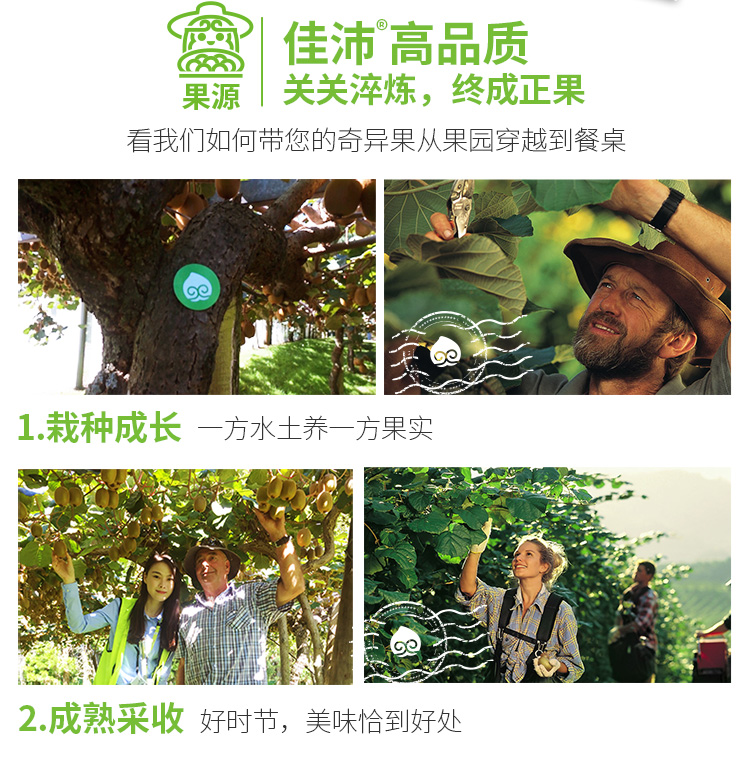 果源
佳沛®高品质
关关淬炼，终成正果
看我们如何带您的奇异果从果园穿越到餐桌
1.栽种成长 一方水土养一方果实
2.成熟采收 好时节，美味恰到好处